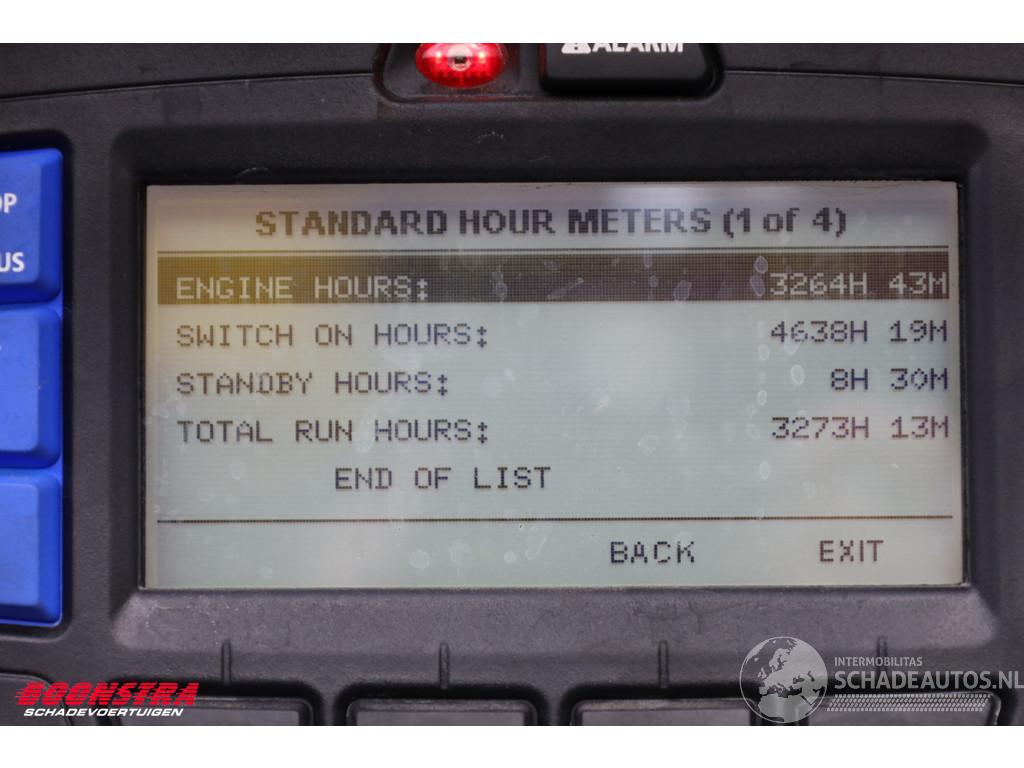 ALARM
STANDARD HOUR METERS (1 of 4)
ENGINE HOURS: 3264H 43M
SWITCH ON HOURS: 4638H 19M
STANDBY HOURS: 8H 30M
TOTAL RUN HOURS: 3273H 13M
END OF LIST
BACK EXIT
BOONSTRA
SCHADEVOERTUIGEN
INTERMOBILITAS
SCHADEAUTOS.NL